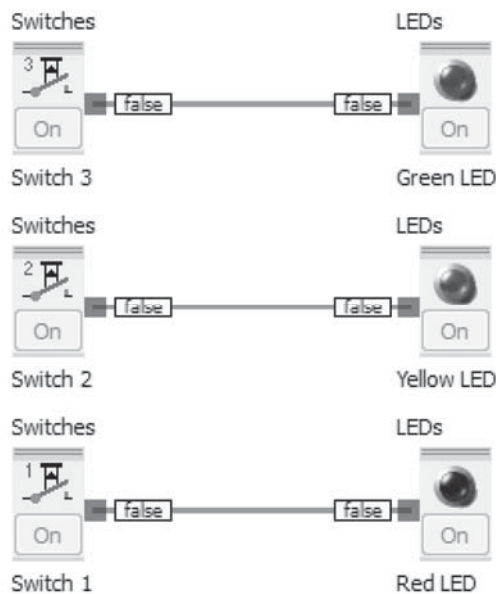 Switches LEDs
3
false false
On On
Switch 3 Green LED
Switches LEDs
2
false false
On On
Switch 2 Yellow LED
Switches LEDs
1
false false
On On
Switch 1 Red LED